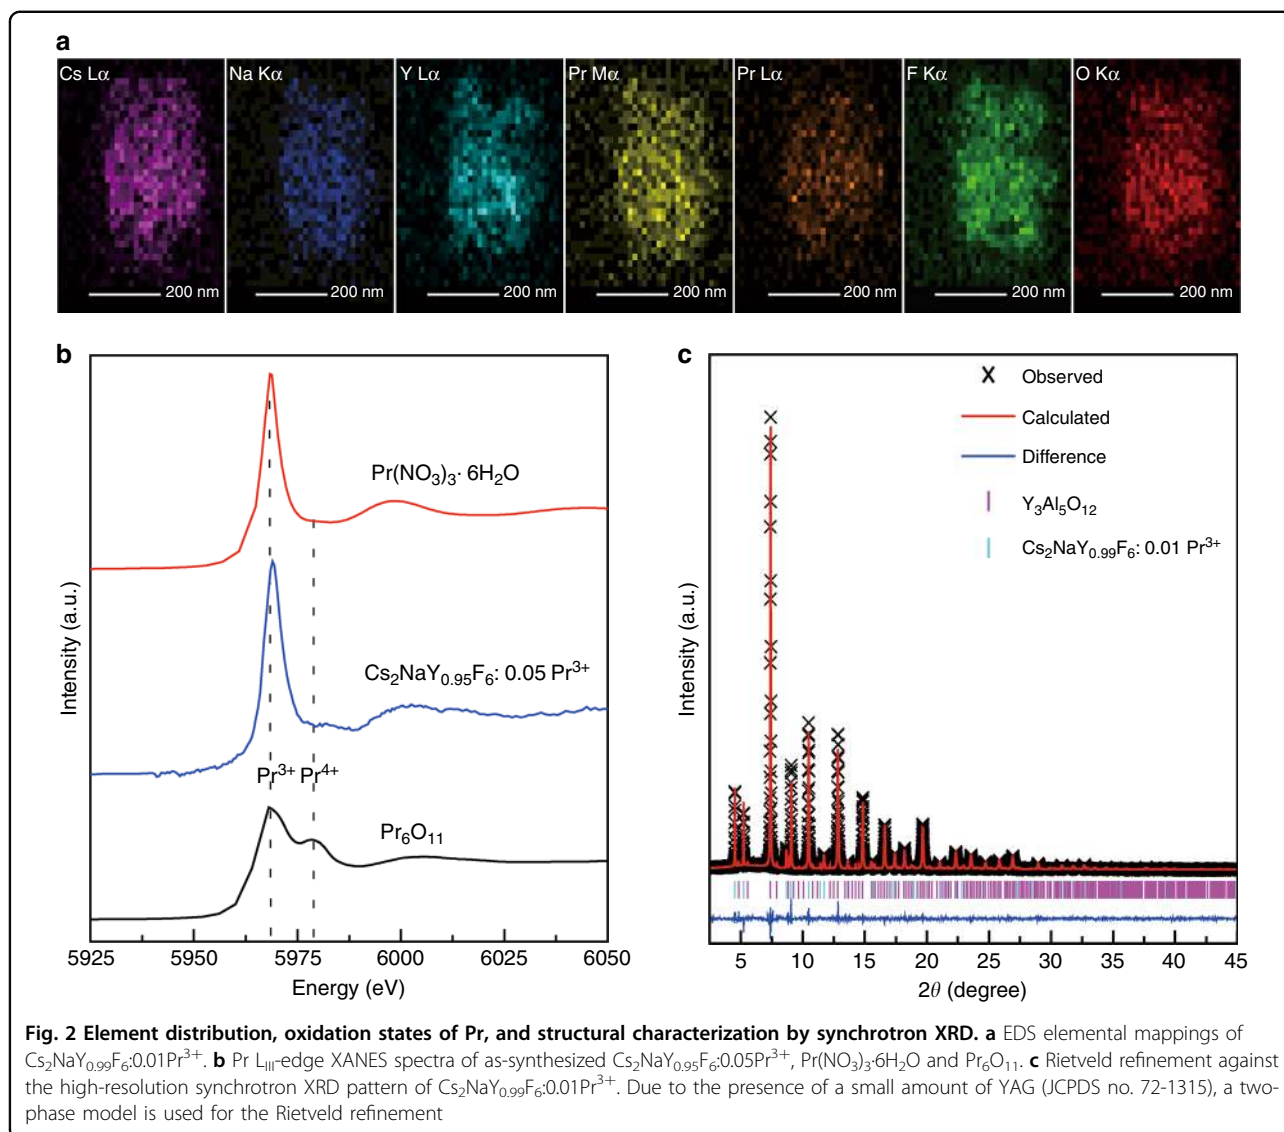 a
Cs Lα
Na Kα
Y Lα
Pr Mα
Pr Lα
F Kα
O Kα
200 nm
200 nm
200 nm
200 nm
200 nm
200 nm
200 nm
b
Pr(NO₃)₃· 6H₂O
Cs₂NaY₀.₉₅F₆: 0.05 Pr³⁺
Pr³⁺ Pr⁴⁺
Pr₆O₁₁
Intensity (a.u.)
5925 5950 5975 6000 6025 6050
Energy (eV)
c
Observed
Calculated
Difference
Y₃Al₅O₁₂
Cs₂NaY₀.₉₉F₆: 0.01 Pr³⁺
Intensity (a.u.)
5 10 15 20 25 30 35 40 45
2θ (degree)
Fig. 2 Element distribution, oxidation states of Pr, and structural characterization by synchrotron XRD. a EDS elemental mappings of
Cs₂NaY₀.₉₉F₆:0.01Pr³⁺. b Pr L_III-edge XANES spectra of as-synthesized Cs₂NaY₀.₉₅F₆:0.05Pr³⁺, Pr(NO₃)₃·6H₂O and Pr₆O₁₁. c Rietveld refinement against
the high-resolution synchrotron XRD pattern of Cs₂NaY₀.₉₉F₆:0.01Pr³⁺. Due to the presence of a small amount of YAG (JCPDS no. 72-1315), a two-
phase model is used for the Rietveld refinement